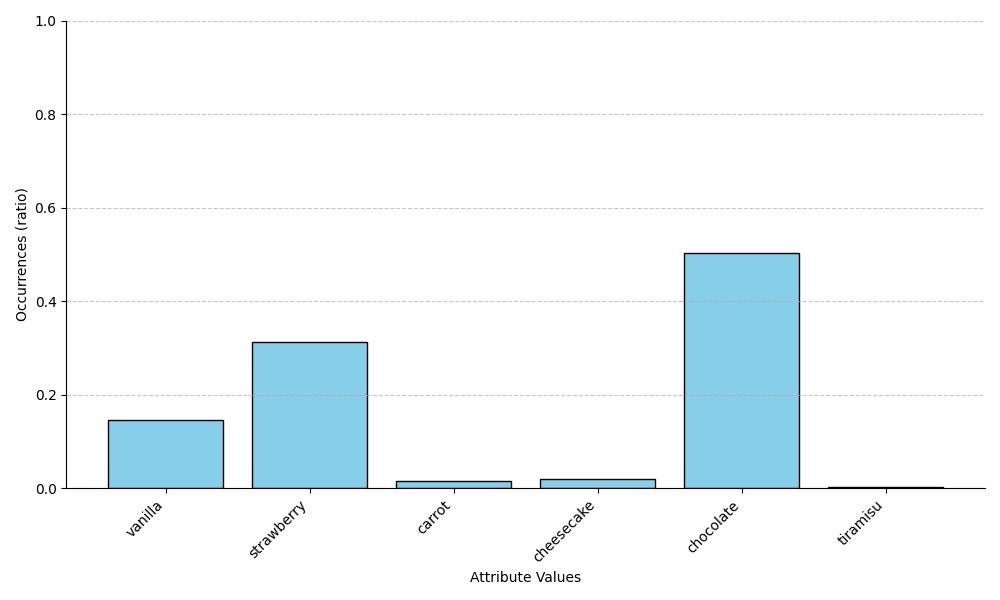 1.0
0.8
0.6
0.4
0.2
0.0
Occurrences (ratio)
vanilla
strawberry
carrot
cheesecake
chocolate
tiramisu
Attribute Values